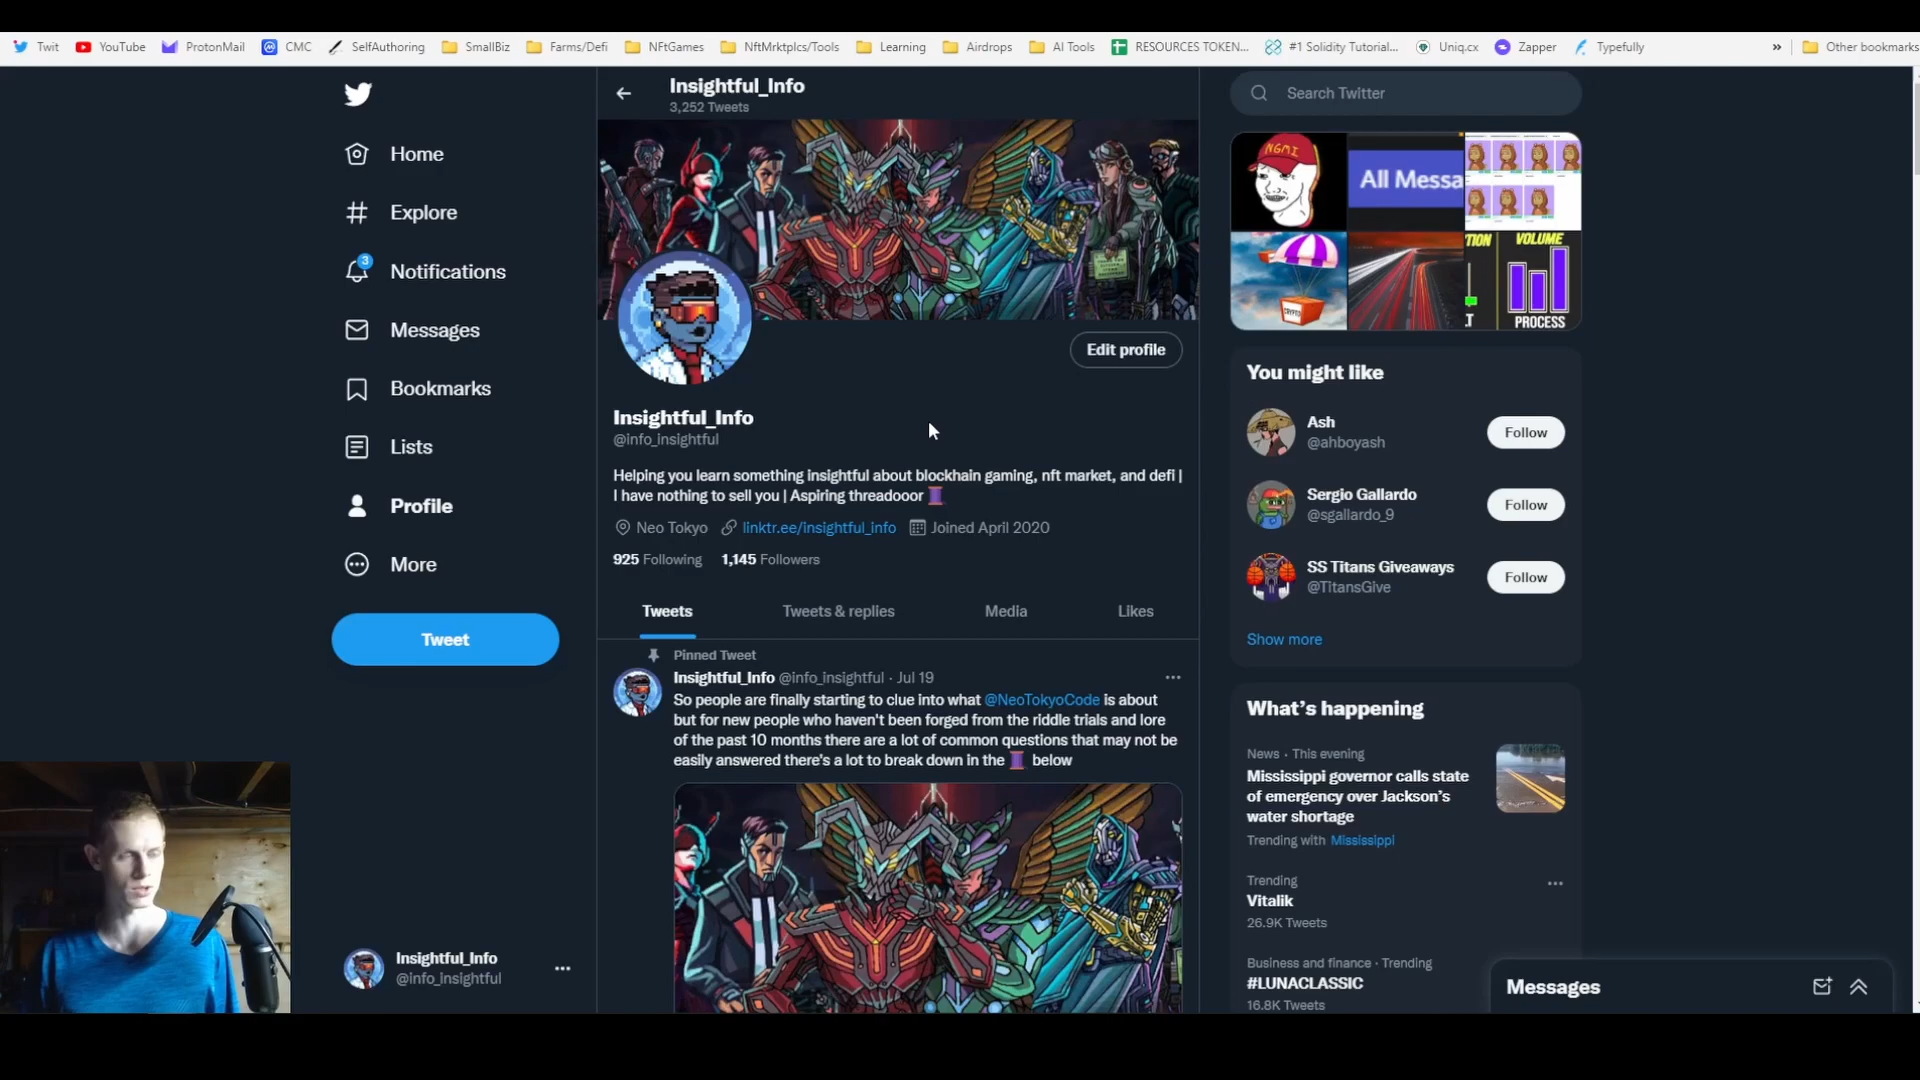 Twit YouTube ProtonMail CMC SelfAuthoring SmallBiz Farms/Defi NFtGames NftMrktplcs/Tools Learning Airdrops AI Tools RESOURCES TOKEN... #1 Solidity Tutorial... Uniq.cx Zapper Typefully » Other bookmarks
Home
Explore
3
Notifications
Messages
Bookmarks
Lists
Profile
More
Tweet
Insightful_Info
@info_insightful
Insightful_Info
3,252 Tweets
Edit profile
Insightful_Info
@info_insightful
Helping you learn something insightful about blockhain gaming, nft market, and defi |
I have nothing to sell you | Aspiring threadooor
Neo Tokyo linktr.ee/insightful_info Joined April 2020
925 Following 1,145 Followers
Tweets Tweets & replies Media Likes
Pinned Tweet
Insightful_Info @info_insightful · Jul 19
So people are finally starting to clue into what @NeoTokyoCode is about
but for new people who haven't been forged from the riddle trials and lore
of the past 10 months there are a lot of common questions that may not be
easily answered there's a lot to break down in the below
Search Twitter
NGMI
All Messa
CRYPTO
TION VOLUME
LT PROCESS
You might like
Ash
@ahboyash
Follow
Sergio Gallardo
@sgallardo_9
Follow
SS Titans Giveaways
@TitansGive
Follow
Show more
What's happening
News · This evening
Mississippi governor calls state
of emergency over Jackson's
water shortage
Trending with Mississippi
Trending
Vitalik
26.9K Tweets
Business and finance · Trending
#LUNACLASSIC
16.8K Tweets
Messages